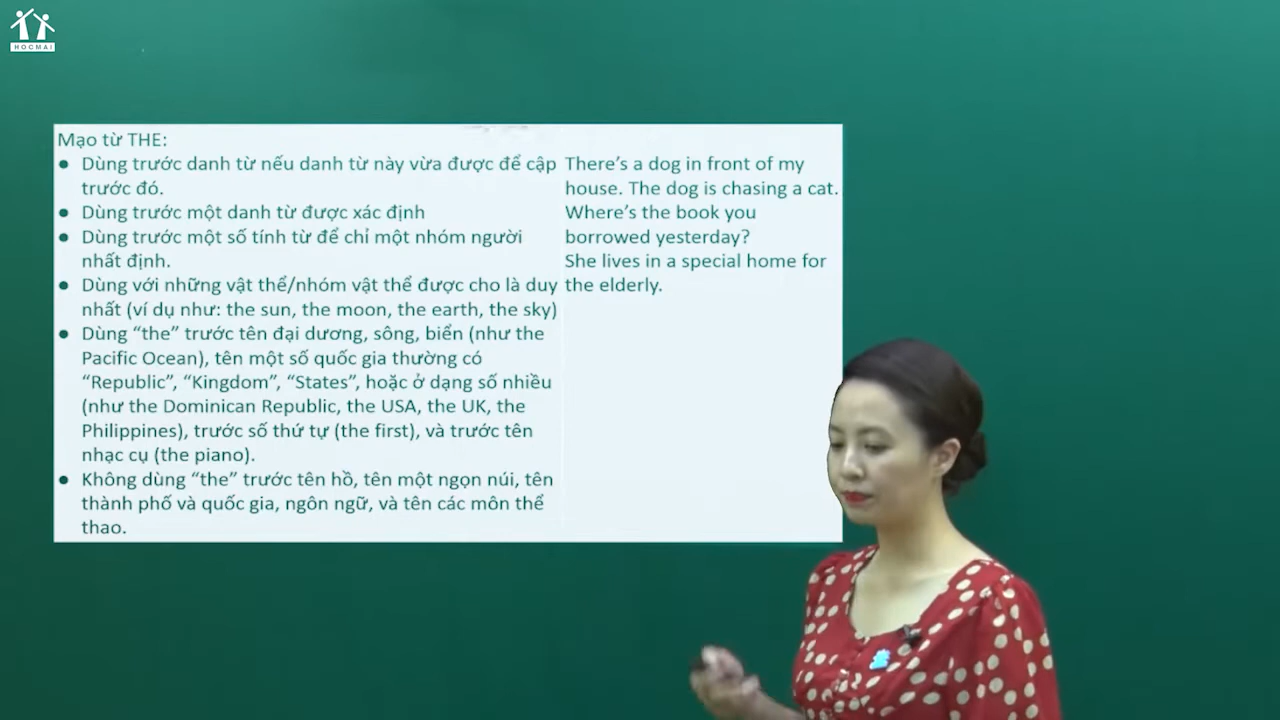 HOCMAI
Mạo từ THE:
● Dùng trước danh từ nếu danh từ này vừa được để cập
trước đó.
● Dùng trước một danh từ được xác định
● Dùng trước một số tính từ để chỉ một nhóm người
nhất định.
● Dùng với những vật thể/nhóm vật thể được cho là duy
nhất (ví dụ như: the sun, the moon, the earth, the sky)
● Dùng “the” trước tên đại dương, sông, biển (như the
Pacific Ocean), tên một số quốc gia thường có
“Republic”, “Kingdom”, “States”, hoặc ở dạng số nhiều
(như the Dominican Republic, the USA, the UK, the
Philippines), trước số thứ tự (the first), và trước tên
nhạc cụ (the piano).
● Không dùng “the” trước tên hồ, tên một ngọn núi, tên
thành phố và quốc gia, ngôn ngữ, và tên các môn thể
thao.
There’s a dog in front of my
house. The dog is chasing a cat.
Where’s the book you
borrowed yesterday?
She lives in a special home for
the elderly.